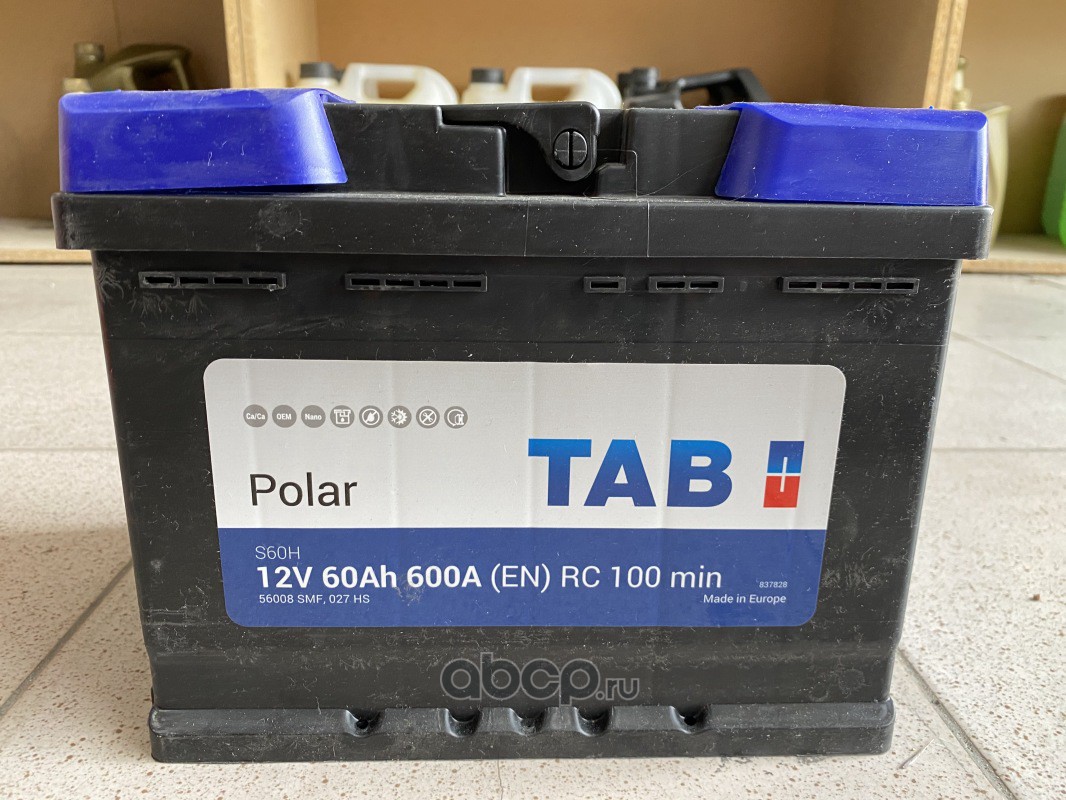 Ca/Ca OEM Nano
Polar
TAB
S60H
12V 60Ah 600A (EN) RC 100 min
56008 SMF, 027 HS
837828
Made in Europe
abcp.ru